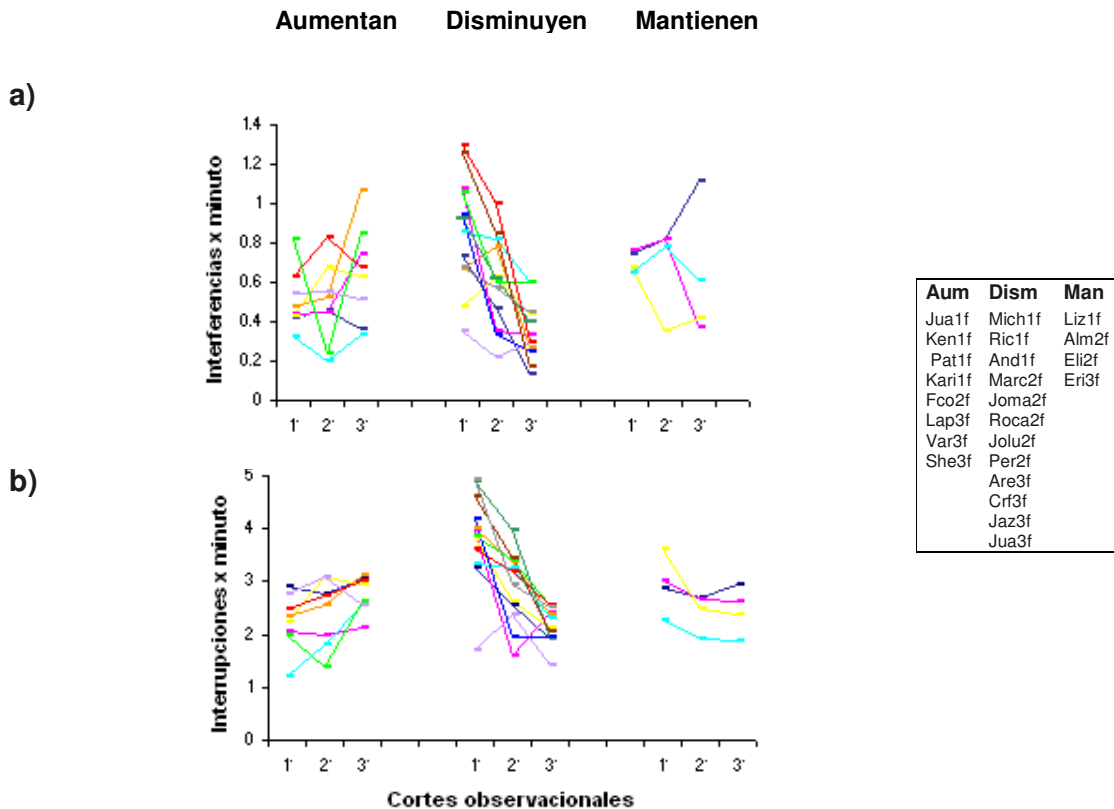 Aumentan Disminuyen Mantienen
a)
Interferencias x minuto
1.4
1.2
1
0.8
0.6
0.4
0.2
0
1' 2' 3' 1' 2' 3' 1' 2' 3'
b)
Interrupciones x minuto
5
4
3
2
1
0
1' 2' 3' 1' 2' 3' 1' 2' 3'
Cortes observacionales
Aum Dism Man
Jua1f Mich1f Liz1f
Ken1f Ric1f Alm2f
Pat1f And1f Eli2f
Kari1f Marc2f Eri3f
Fco2f Joma2f
Lap3f Roca2f
Var3f Jolu2f
She3f Per2f
Are3f
Crf3f
Jaz3f
Jua3f